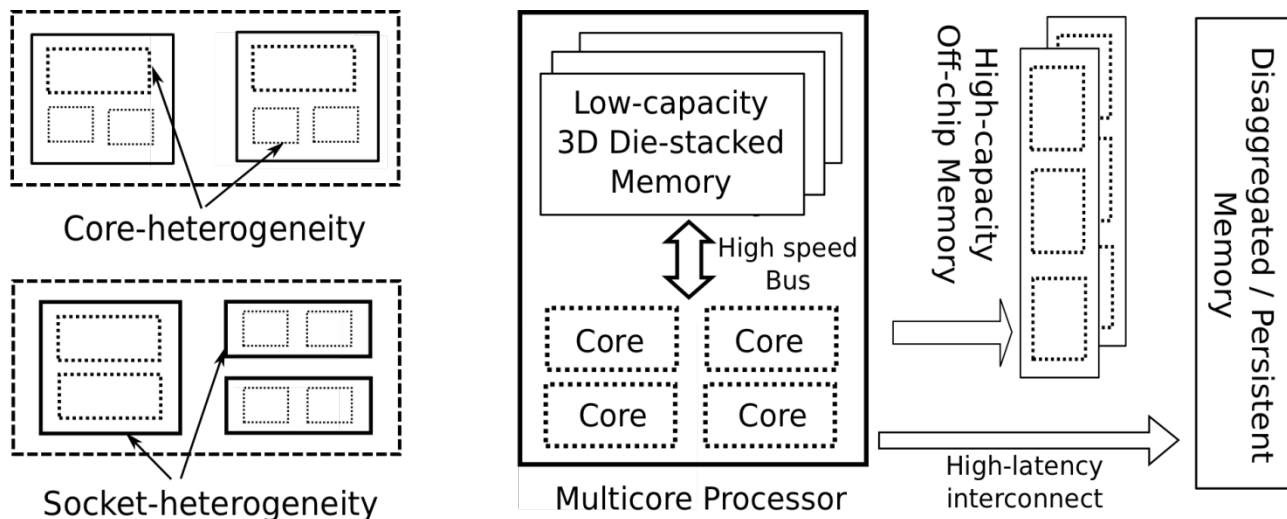 Core-heterogeneity
Socket-heterogeneity
Low-capacity
3D Die-stacked
Memory
High speed
Bus
Core
Core
Core
Core
Multicore Processor
High-capacity
Off-chip Memory
High-latency
interconnect
Disaggregated / Persistent
Memory